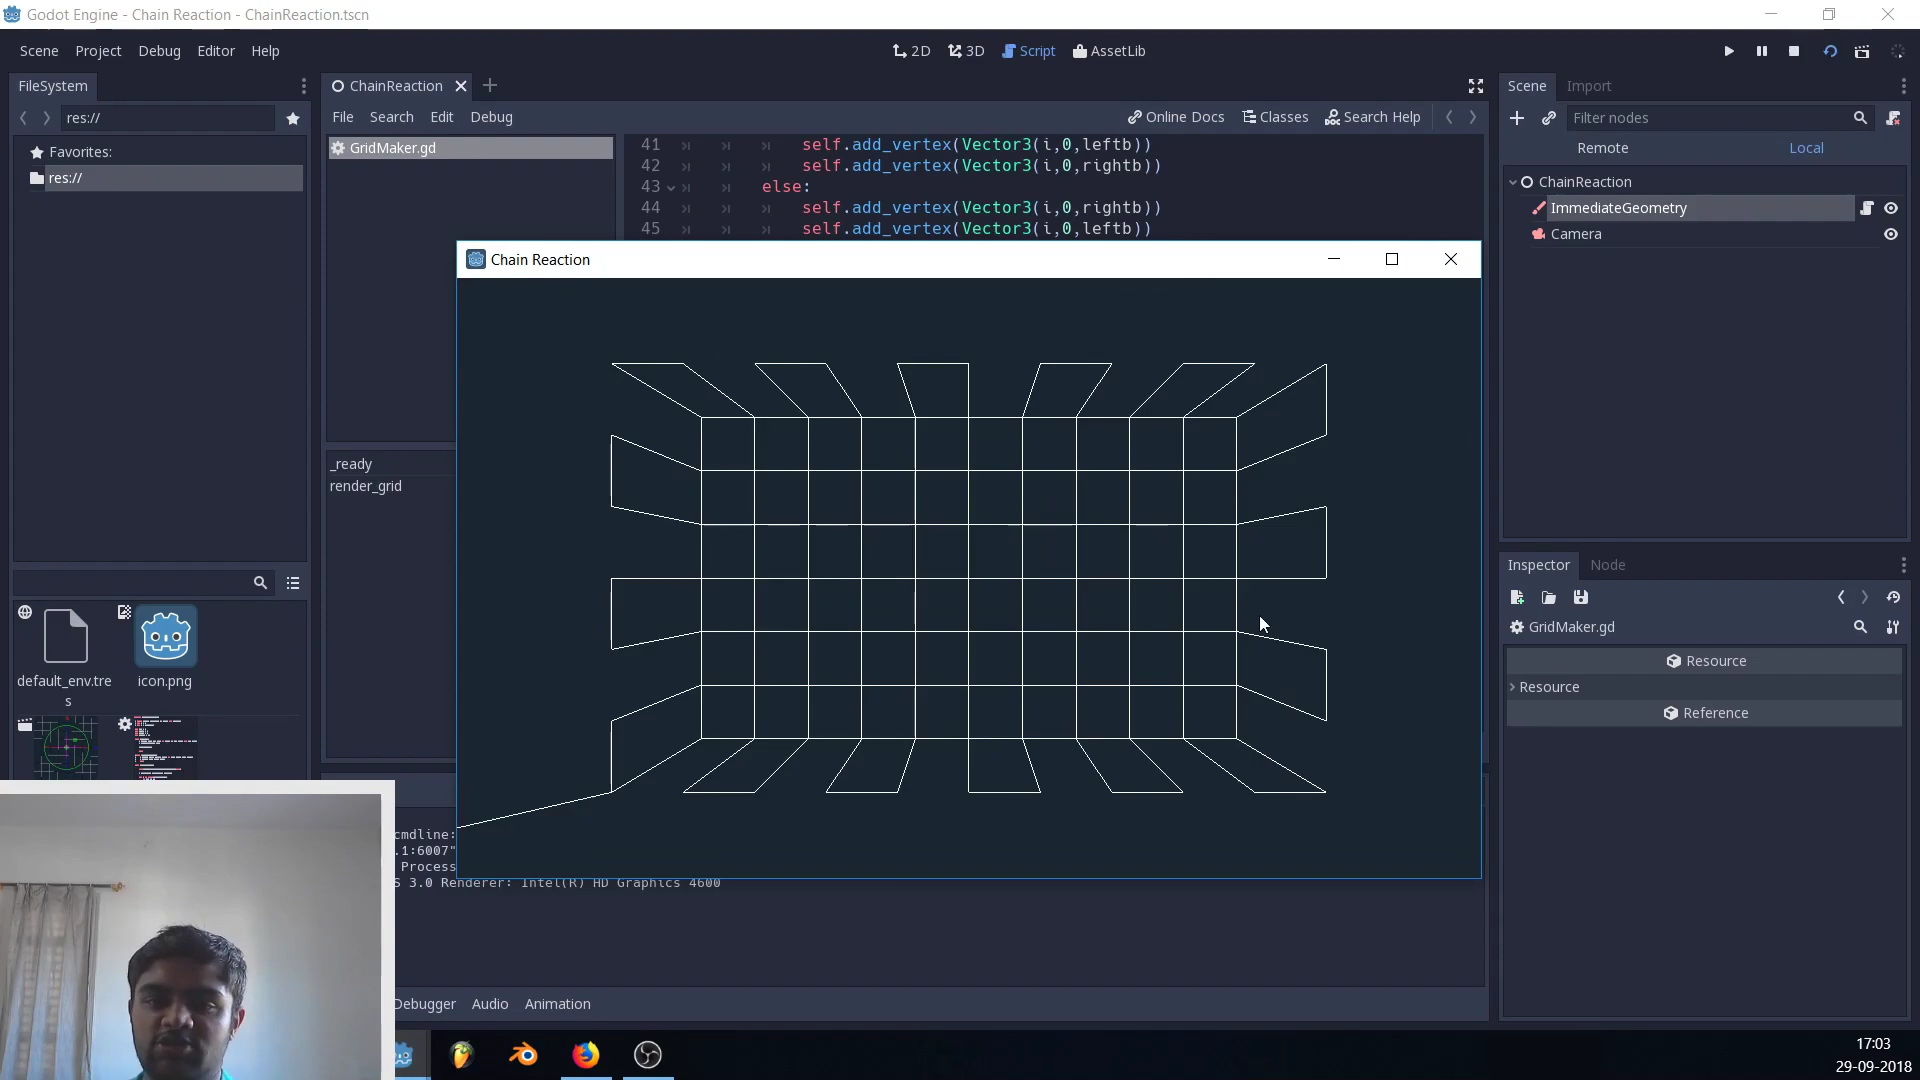 Godot Engine - Chain Reaction - ChainReaction.tscn
Scene Project Debug Editor Help
2D 3D Script AssetLib
FileSystem
ChainReaction
Scene Import
res://
File Search Edit Debug
Online Docs Classes Search Help
Filter nodes
Favorites:
res://
GridMaker.gd
41 self.add_vertex(Vector3(i,0,leftb))
42 self.add_vertex(Vector3(i,0,rightb))
43 else:
44 self.add_vertex(Vector3(i,0,rightb))
45 self.add_vertex(Vector3(i,0,leftb))
Remote Local
ChainReaction
ImmediateGeometry
Camera
Chain Reaction
_ready
render_grid
Inspector Node
GridMaker.gd
Resource
Resource
Reference
default_env.tre
s
icon.png
cmdline:
.1:6007"
Process
S 3.0 Renderer: Intel(R) HD Graphics 4600
Debugger Audio Animation
17:03
29-09-2018